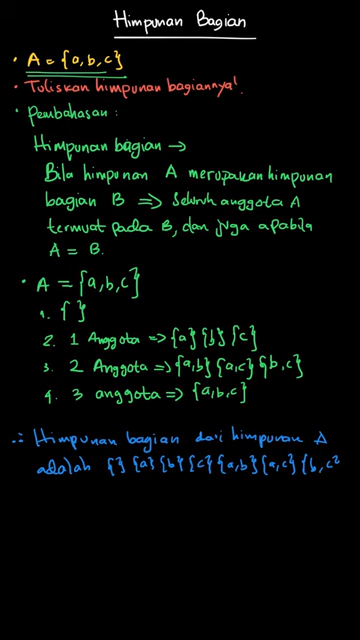 Himpunan Bagian
• A = {a, b, c}
• Tuliskan himpunan bagiannya!
• Pembahasan :
Himpunan bagian →
Bila himpunan A merupakan himpunan
bagian B ⇒ Seluruh anggota A
termuat pada B, dan juga apabila
A = B.
• A = {a, b, c}
1. { }
2. 1 Anggota ⇒ {a} {b} {c}
3. 2 Anggota ⇒ {a, b} {a, c} {b, c}
4. 3 anggota ⇒ {a, b, c}
∴ Himpunan bagian dari himpunan A
adalah {} {a} {b} {c} {a, b} {a, c} {b, c}